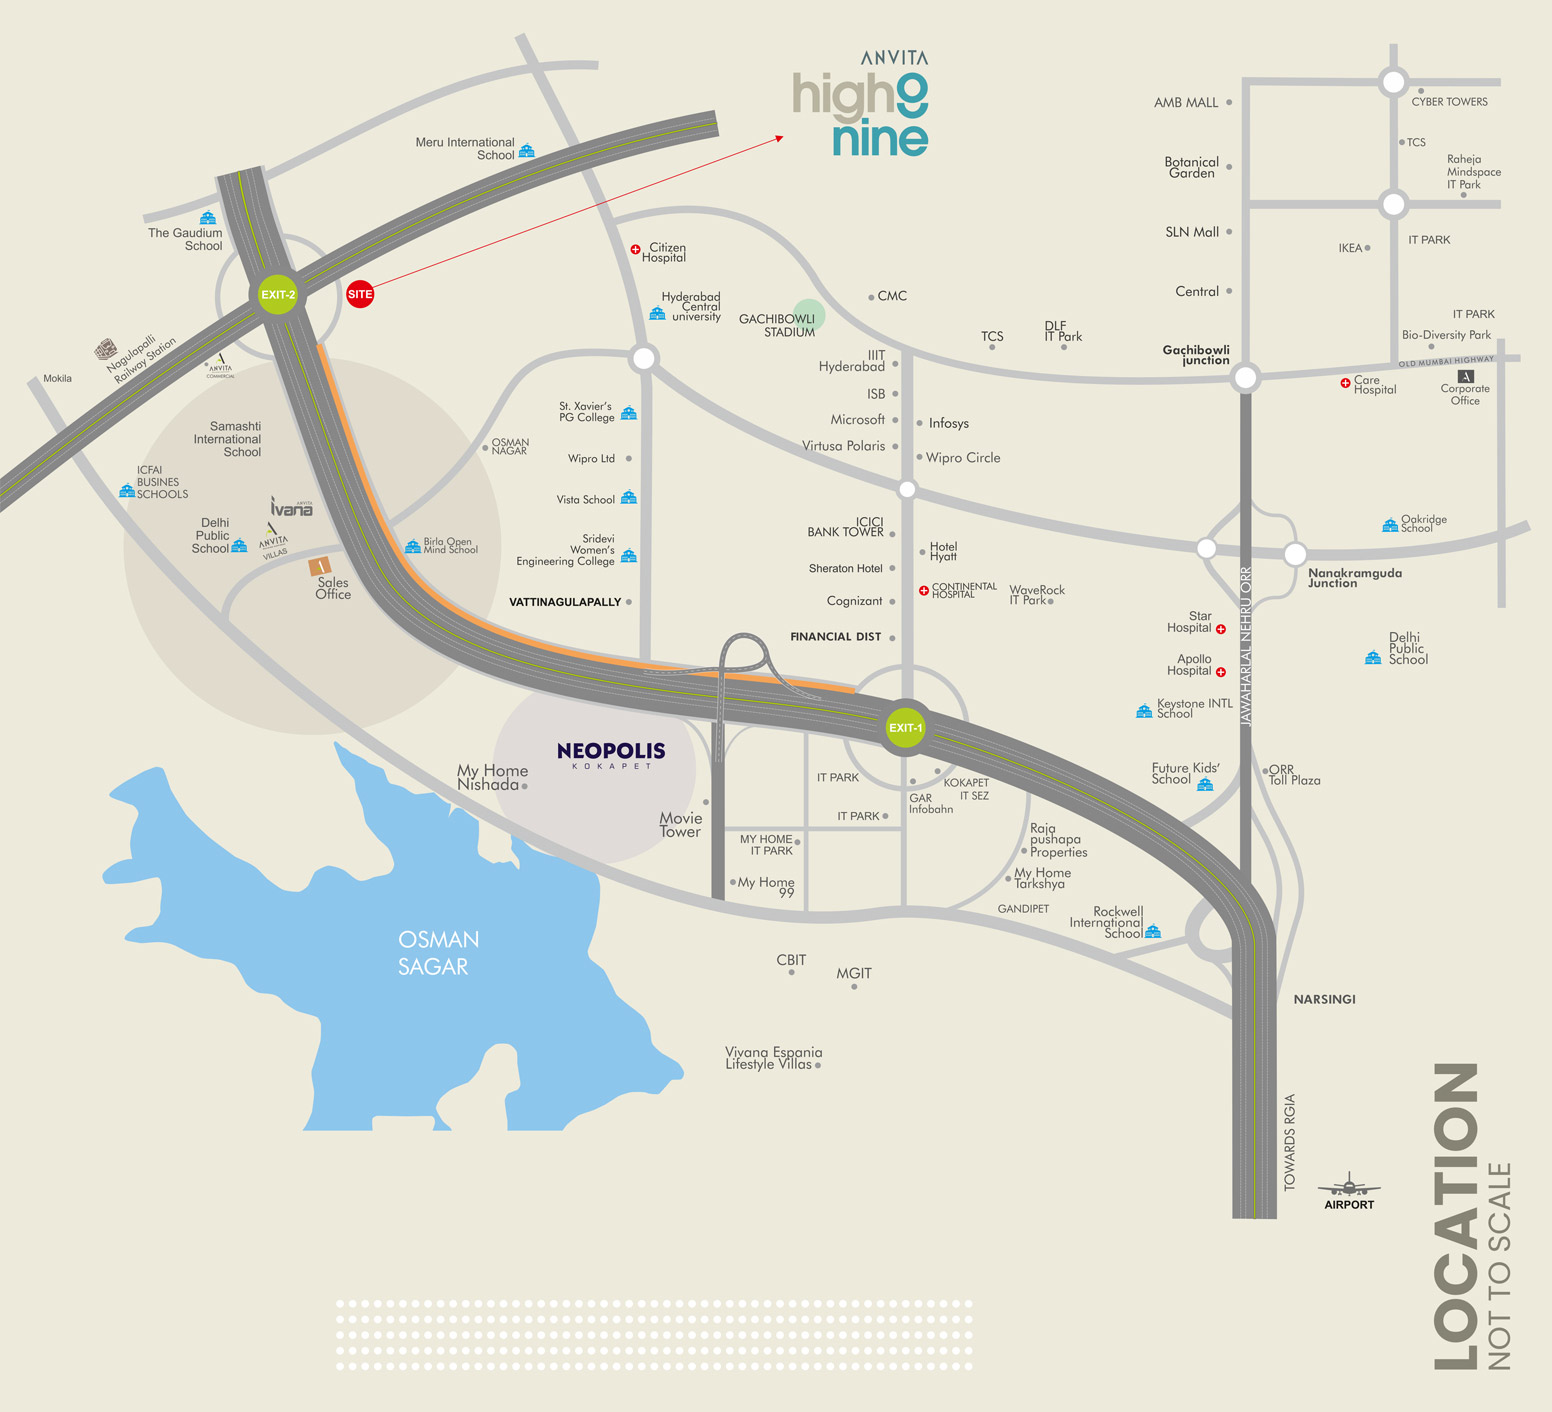 ANVITA
high
nine
AMB MALL
CYBER TOWERS
TCS
Botanical
Garden
Raheja
Mindspace
IT Park
SLN Mall
IT PARK
IKEA
Central
IT PARK
Bio-Diversity Park
Gachibowli
junction
OLD MUMBAI HIGHWAY
Care
Hospital
A
Corporate
Office
Meru International
School
The Gaudium
School
EXIT-2
SITE
Citizen
Hospital
Hyderabad
Central
university
GACHIBOWLI
STADIUM
CMC
TCS
DLF
IT Park
Nagulapalli
Railway Station
ANVITA
COMMERCIAL
Mokila
IIIT
Hyderabad
ISB
Microsoft
Infosys
Virtusa Polaris
Wipro Circle
St. Xavier's
PG College
OSMAN
NAGAR
Wipro Ltd
Vista School
Samashti
International
School
ICFAI
BUSINES
SCHOOLS
ANVITA
ivana
Delhi
Public
School
ANVITA
VILLAS
Sales
Office
Birla Open
Mind School
Sridevi
Women's
Engineering College
VATTINAGULAPALLY
ICICI
BANK TOWER
Hotel
Hyatt
Sheraton Hotel
CONTINENTAL
HOSPITAL
WaveRock
IT Park
Cognizant
FINANCIAL DIST
Oakridge
School
Nanakramguda
Junction
JAWAHARLAL NEHRU ORR
Star
Hospital
Apollo
Hospital
Delhi
Public
School
Keystone INTL
School
EXIT-1
Future Kids'
School
ORR
Toll Plaza
NEOPOLIS
KOKAPET
My Home
Nishada
Movie
Tower
IT PARK
KOKAPET
IT SEZ
GAR
Infobahn
IT PARK
MY HOME
IT PARK
My Home
99
Raja
pushapa
Properties
My Home
Tarkshya
GANDIPET
Rockwell
International
School
OSMAN
SAGAR
CBIT
MGIT
NARSINGI
Vivana Espania
Lifestyle Villas
TOWARDS RGIA
AIRPORT
LOCATION
NOT TO SCALE